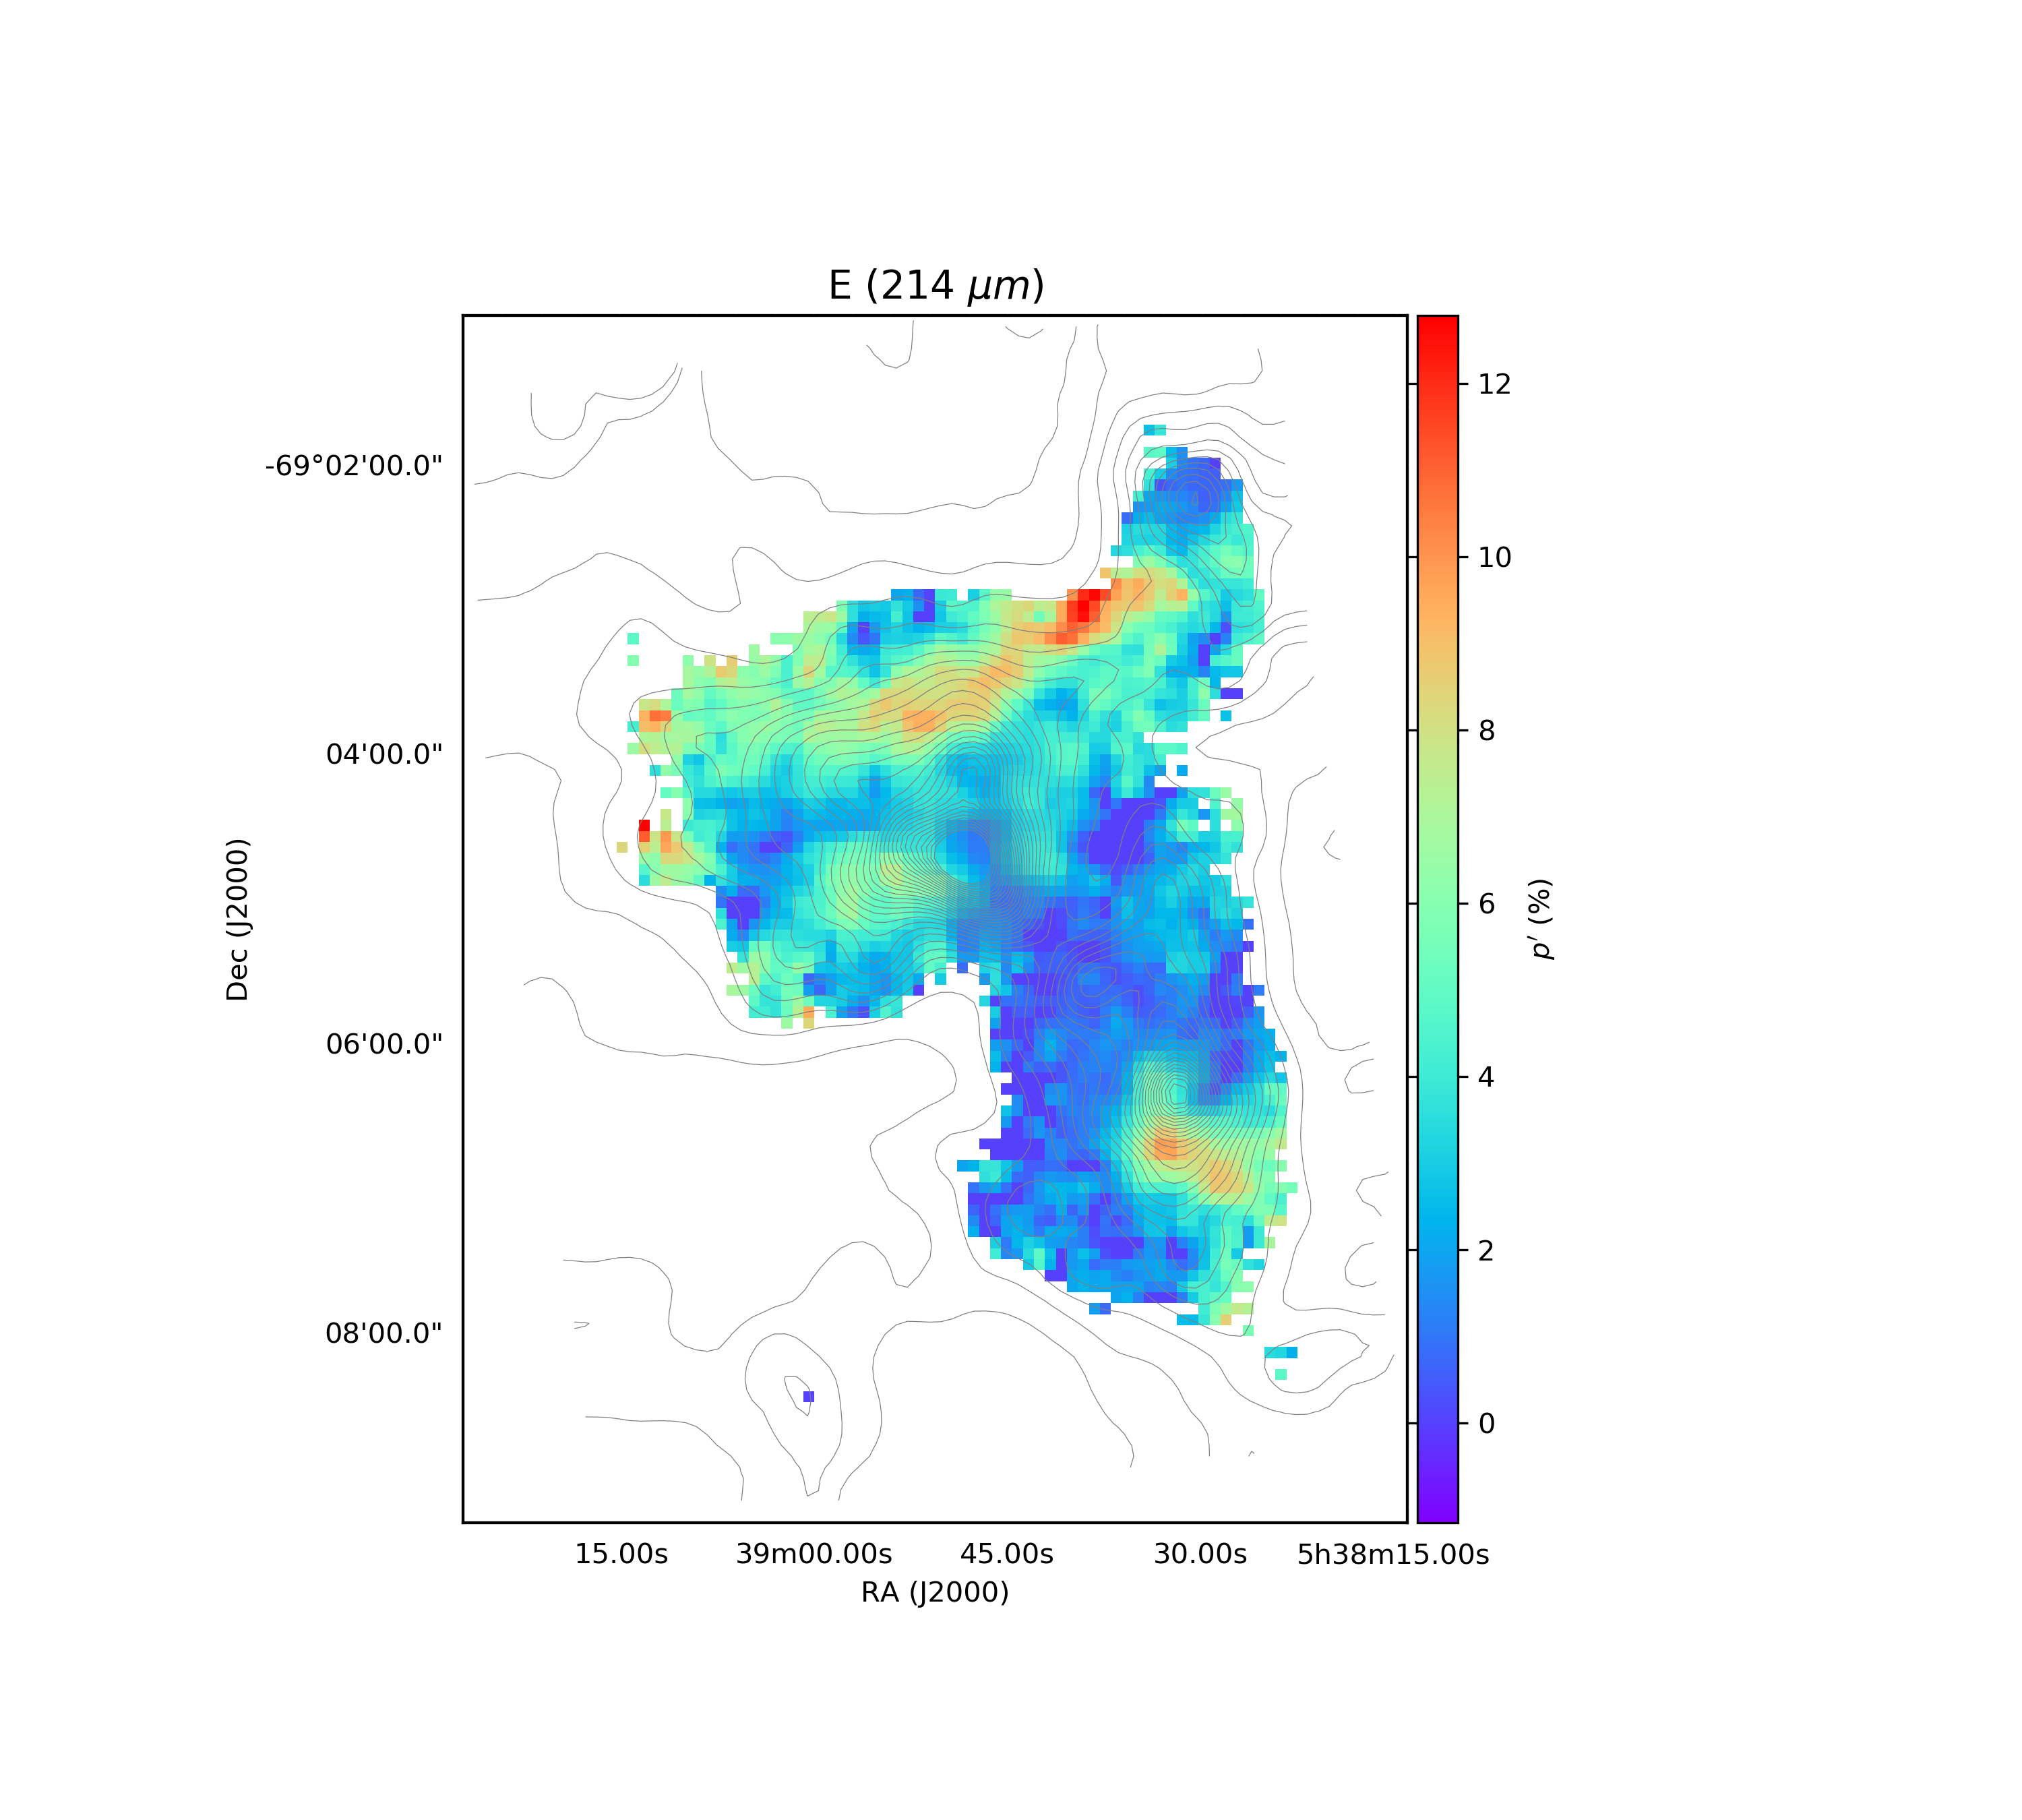 E (214 μm)
-69°02'00.0"
04'00.0"
06'00.0"
08'00.0"
Dec (J2000)
15.00s 39m00.00s 45.00s 30.00s 5h38m15.00s
RA (J2000)
12
10
8
6
4
2
0
p′ (%)